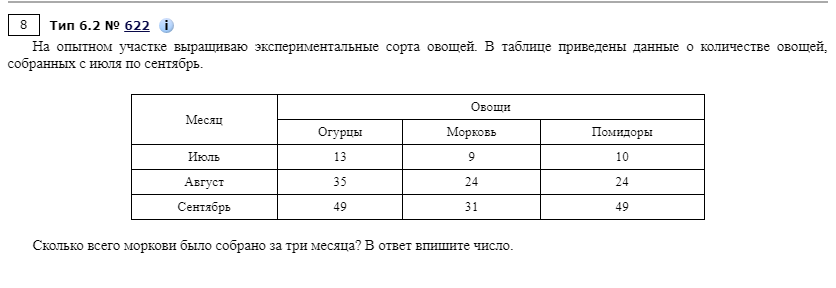 8 Тип 6.2 № 622 i
На опытном участке выращиваю экспериментальные сорта овощей. В таблице приведены данные о количестве овощей,
собранных с июля по сентябрь.
Месяц Овощи
Огурцы Морковь Помидоры
Июль 13 9 10
Август 35 24 24
Сентябрь 49 31 49
Сколько всего моркови было собрано за три месяца? В ответ впишите число.